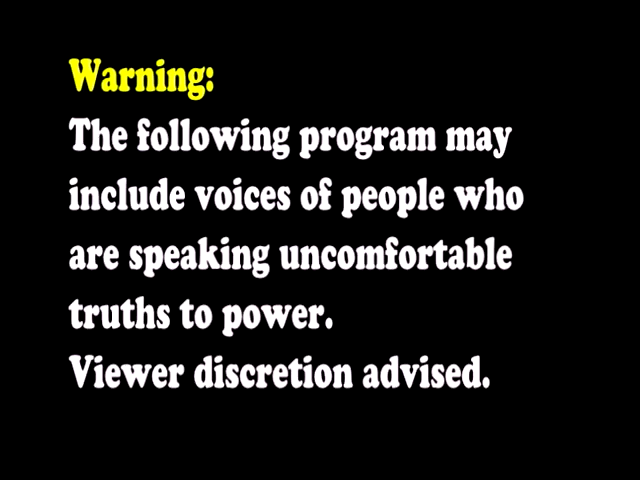 Warning:
The following program may
include voices of people who
are speaking uncomfortable
truths to power.
Viewer discretion advised.